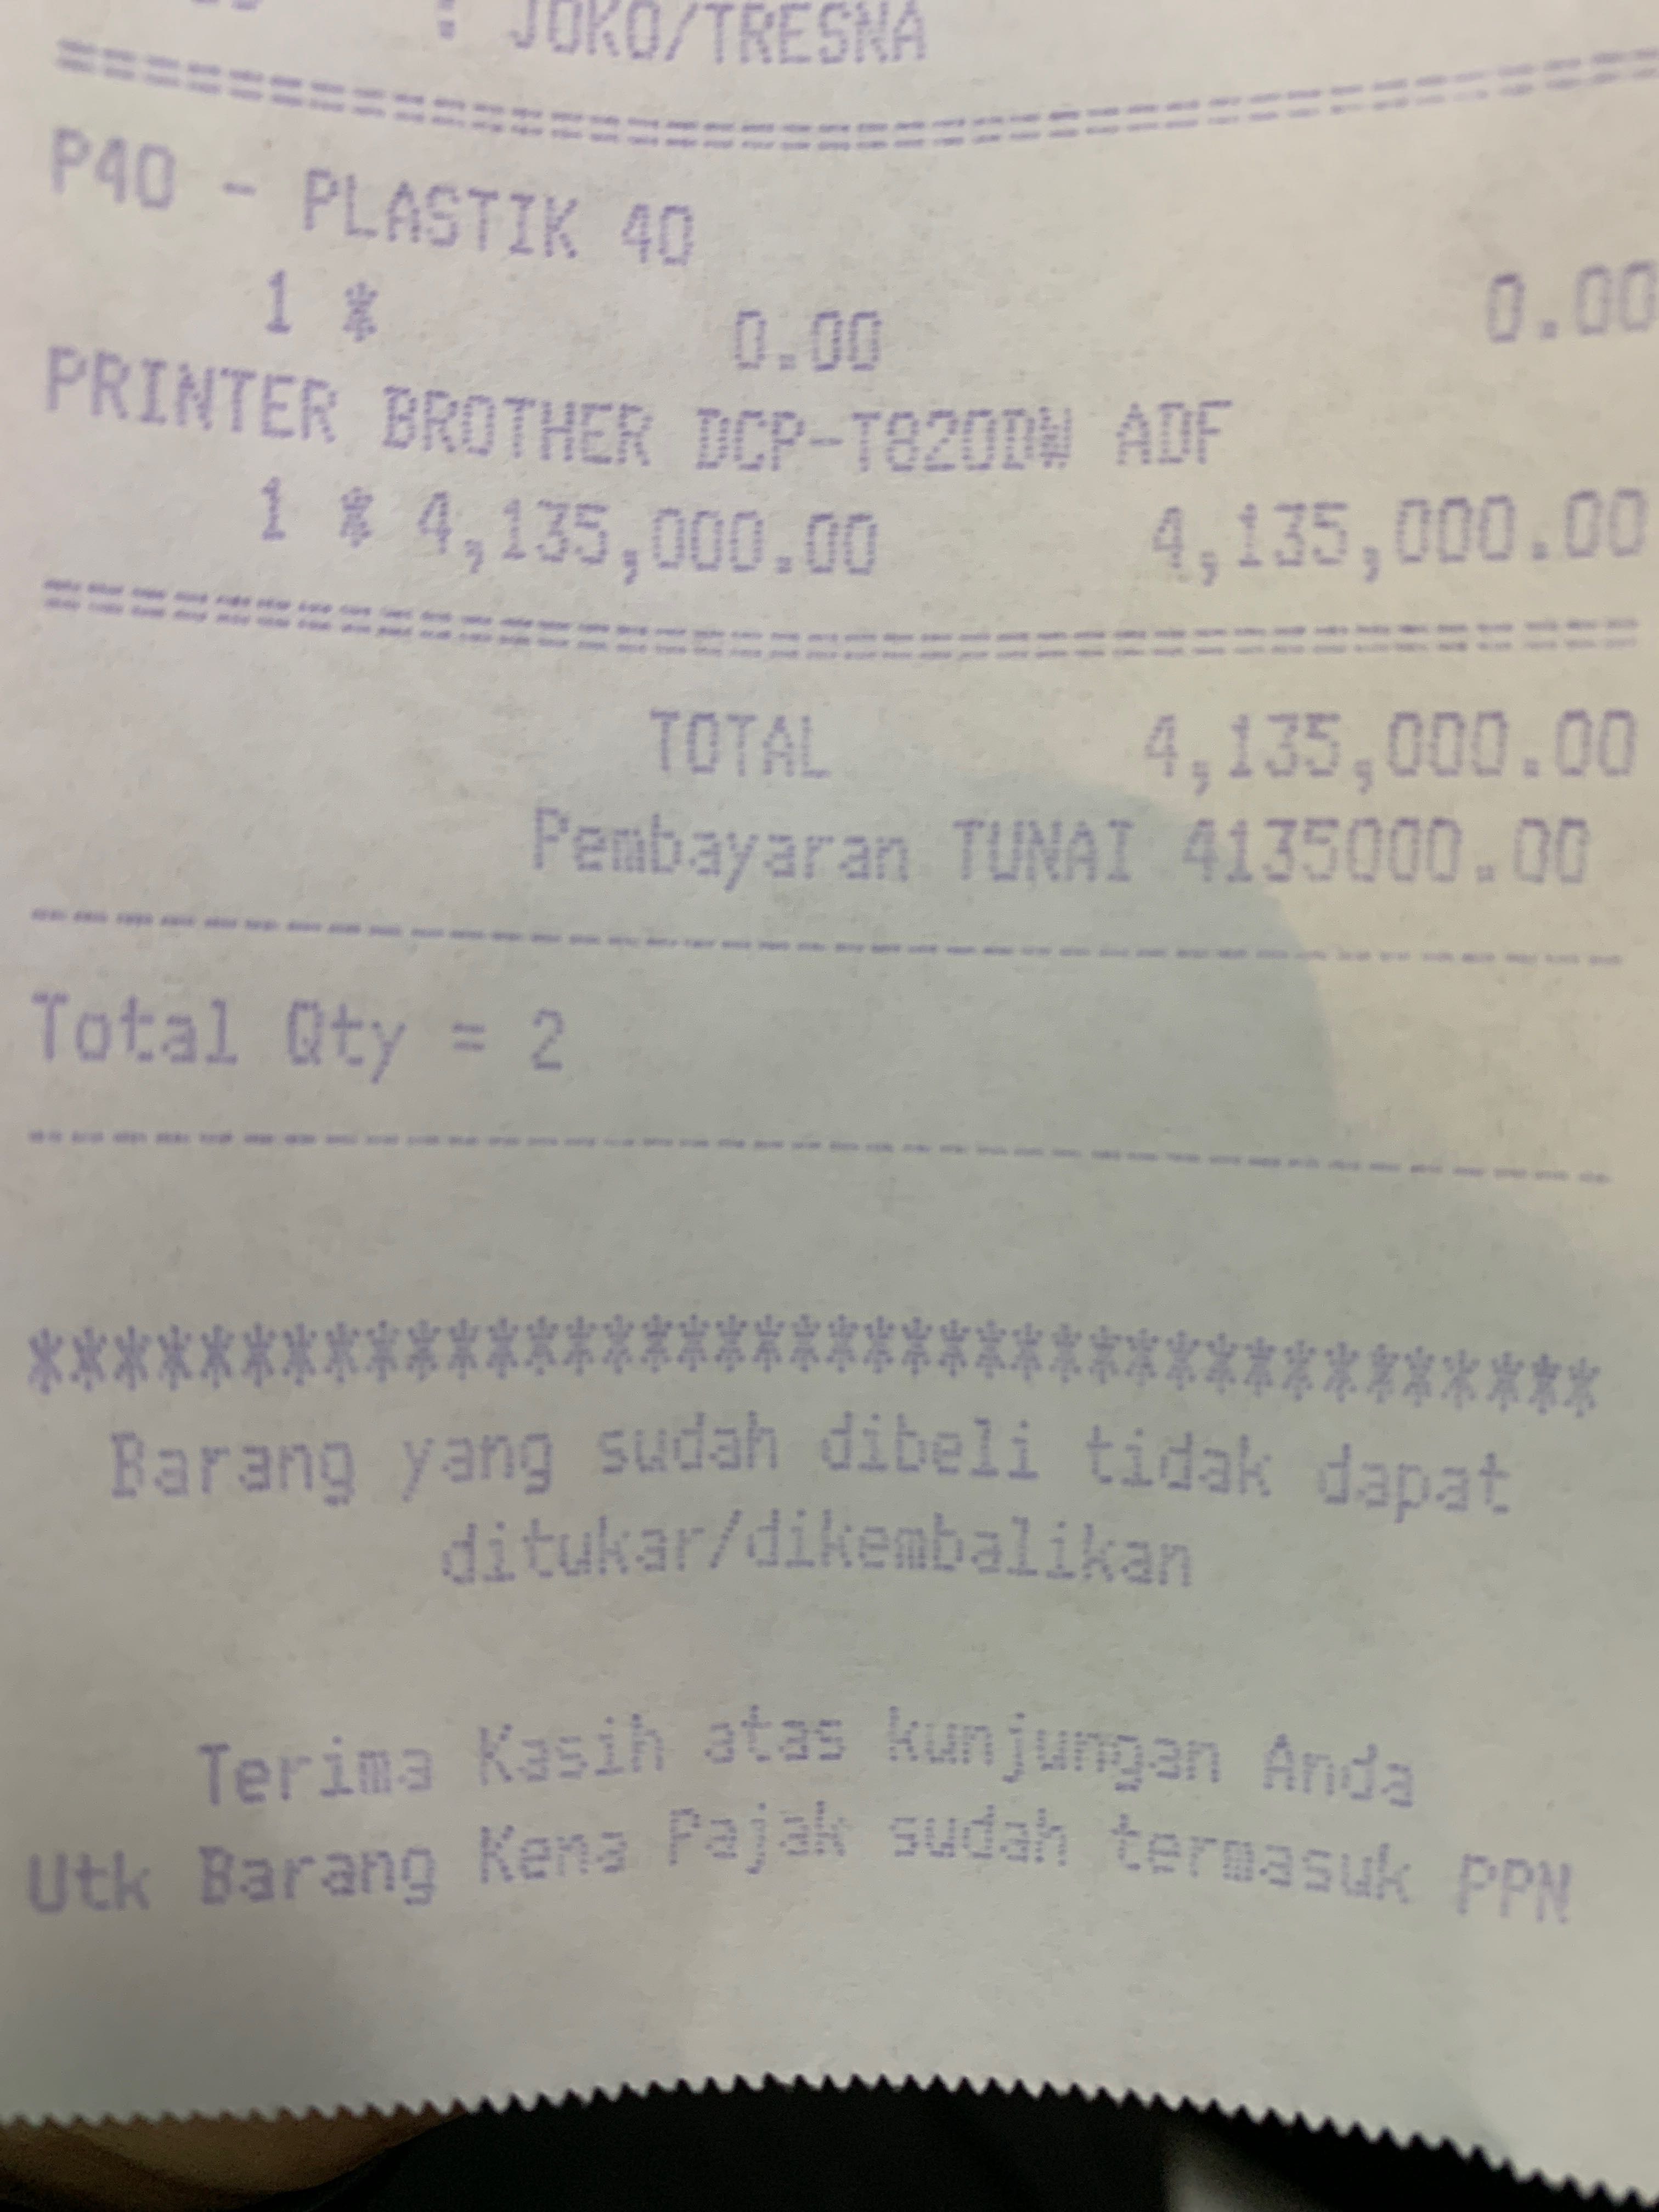 : JOKO/TRESNA
P40 - PLASTIK 40
1 * 0.00 0.00
PRINTER BROTHER DCP-T820DW ADF
1 * 4,135,000.00 4,135,000.00
TOTAL 4,135,000.00
Pembayaran TUNAI 4135000.00
Total Qty = 2
**************************************
Barang yang sudah dibeli tidak dapat
ditukar/dikembalikan
Terima Kasih atas kunjungan Anda
Utk Barang Kena Pajak sudah termasuk PPN